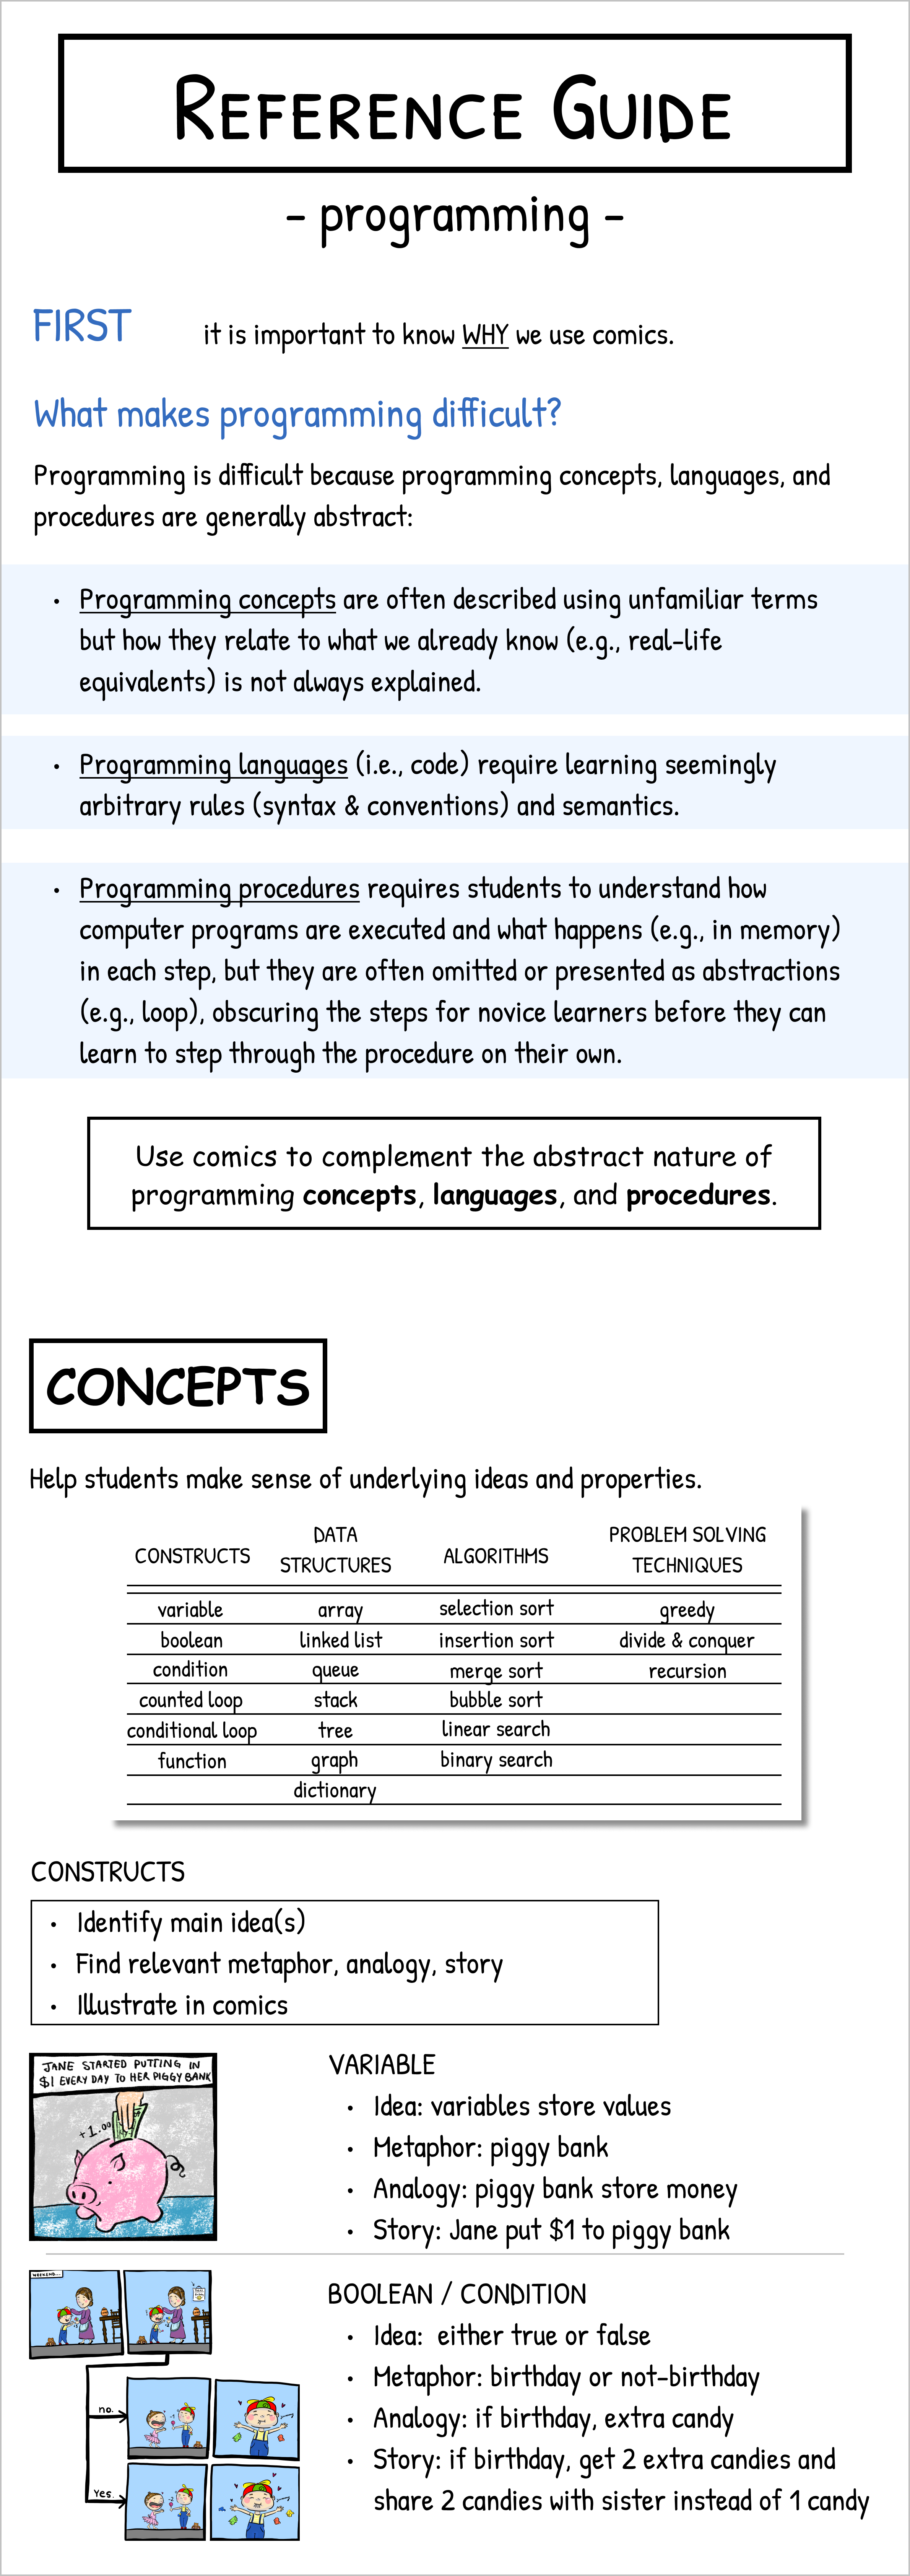 REFERENCE GUIDE
- programming -
FIRST it is important to know WHY we use comics.
What makes programming difficult?
Programming is difficult because programming concepts, languages, and
procedures are generally abstract:
• Programming concepts are often described using unfamiliar terms
but how they relate to what we already know (e.g., real-life
equivalents) is not always explained.
• Programming languages (i.e., code) require learning seemingly
arbitrary rules (syntax & conventions) and semantics.
• Programming procedures requires students to understand how
computer programs are executed and what happens (e.g., in memory)
in each step, but they are often omitted or presented as abstractions
(e.g., loop), obscuring the steps for novice learners before they can
learn to step through the procedure on their own.
Use comics to complement the abstract nature of
programming concepts, languages, and procedures.
CONCEPTS
Help students make sense of underlying ideas and properties.
CONSTRUCTS DATA STRUCTURES ALGORITHMS PROBLEM SOLVING TECHNIQUES
variable array selection sort greedy
boolean linked list insertion sort divide & conquer
condition queue merge sort recursion
counted loop stack bubble sort
conditional loop tree linear search
function graph binary search
dictionary
CONSTRUCTS
• Identify main idea(s)
• Find relevant metaphor, analogy, story
• Illustrate in comics
JANE STARTED PUTTING IN
$1 EVERY DAY TO HER PIGGY BANK
+1.00
VARIABLE
• Idea: variables store values
• Metaphor: piggy bank
• Analogy: piggy bank store money
• Story: Jane put $1 to piggy bank
WEEKEND...
no.
yes.
BOOLEAN / CONDITION
• Idea: either true or false
• Metaphor: birthday or not-birthday
• Analogy: if birthday, extra candy
• Story: if birthday, get 2 extra candies and
share 2 candies with sister instead of 1 candy